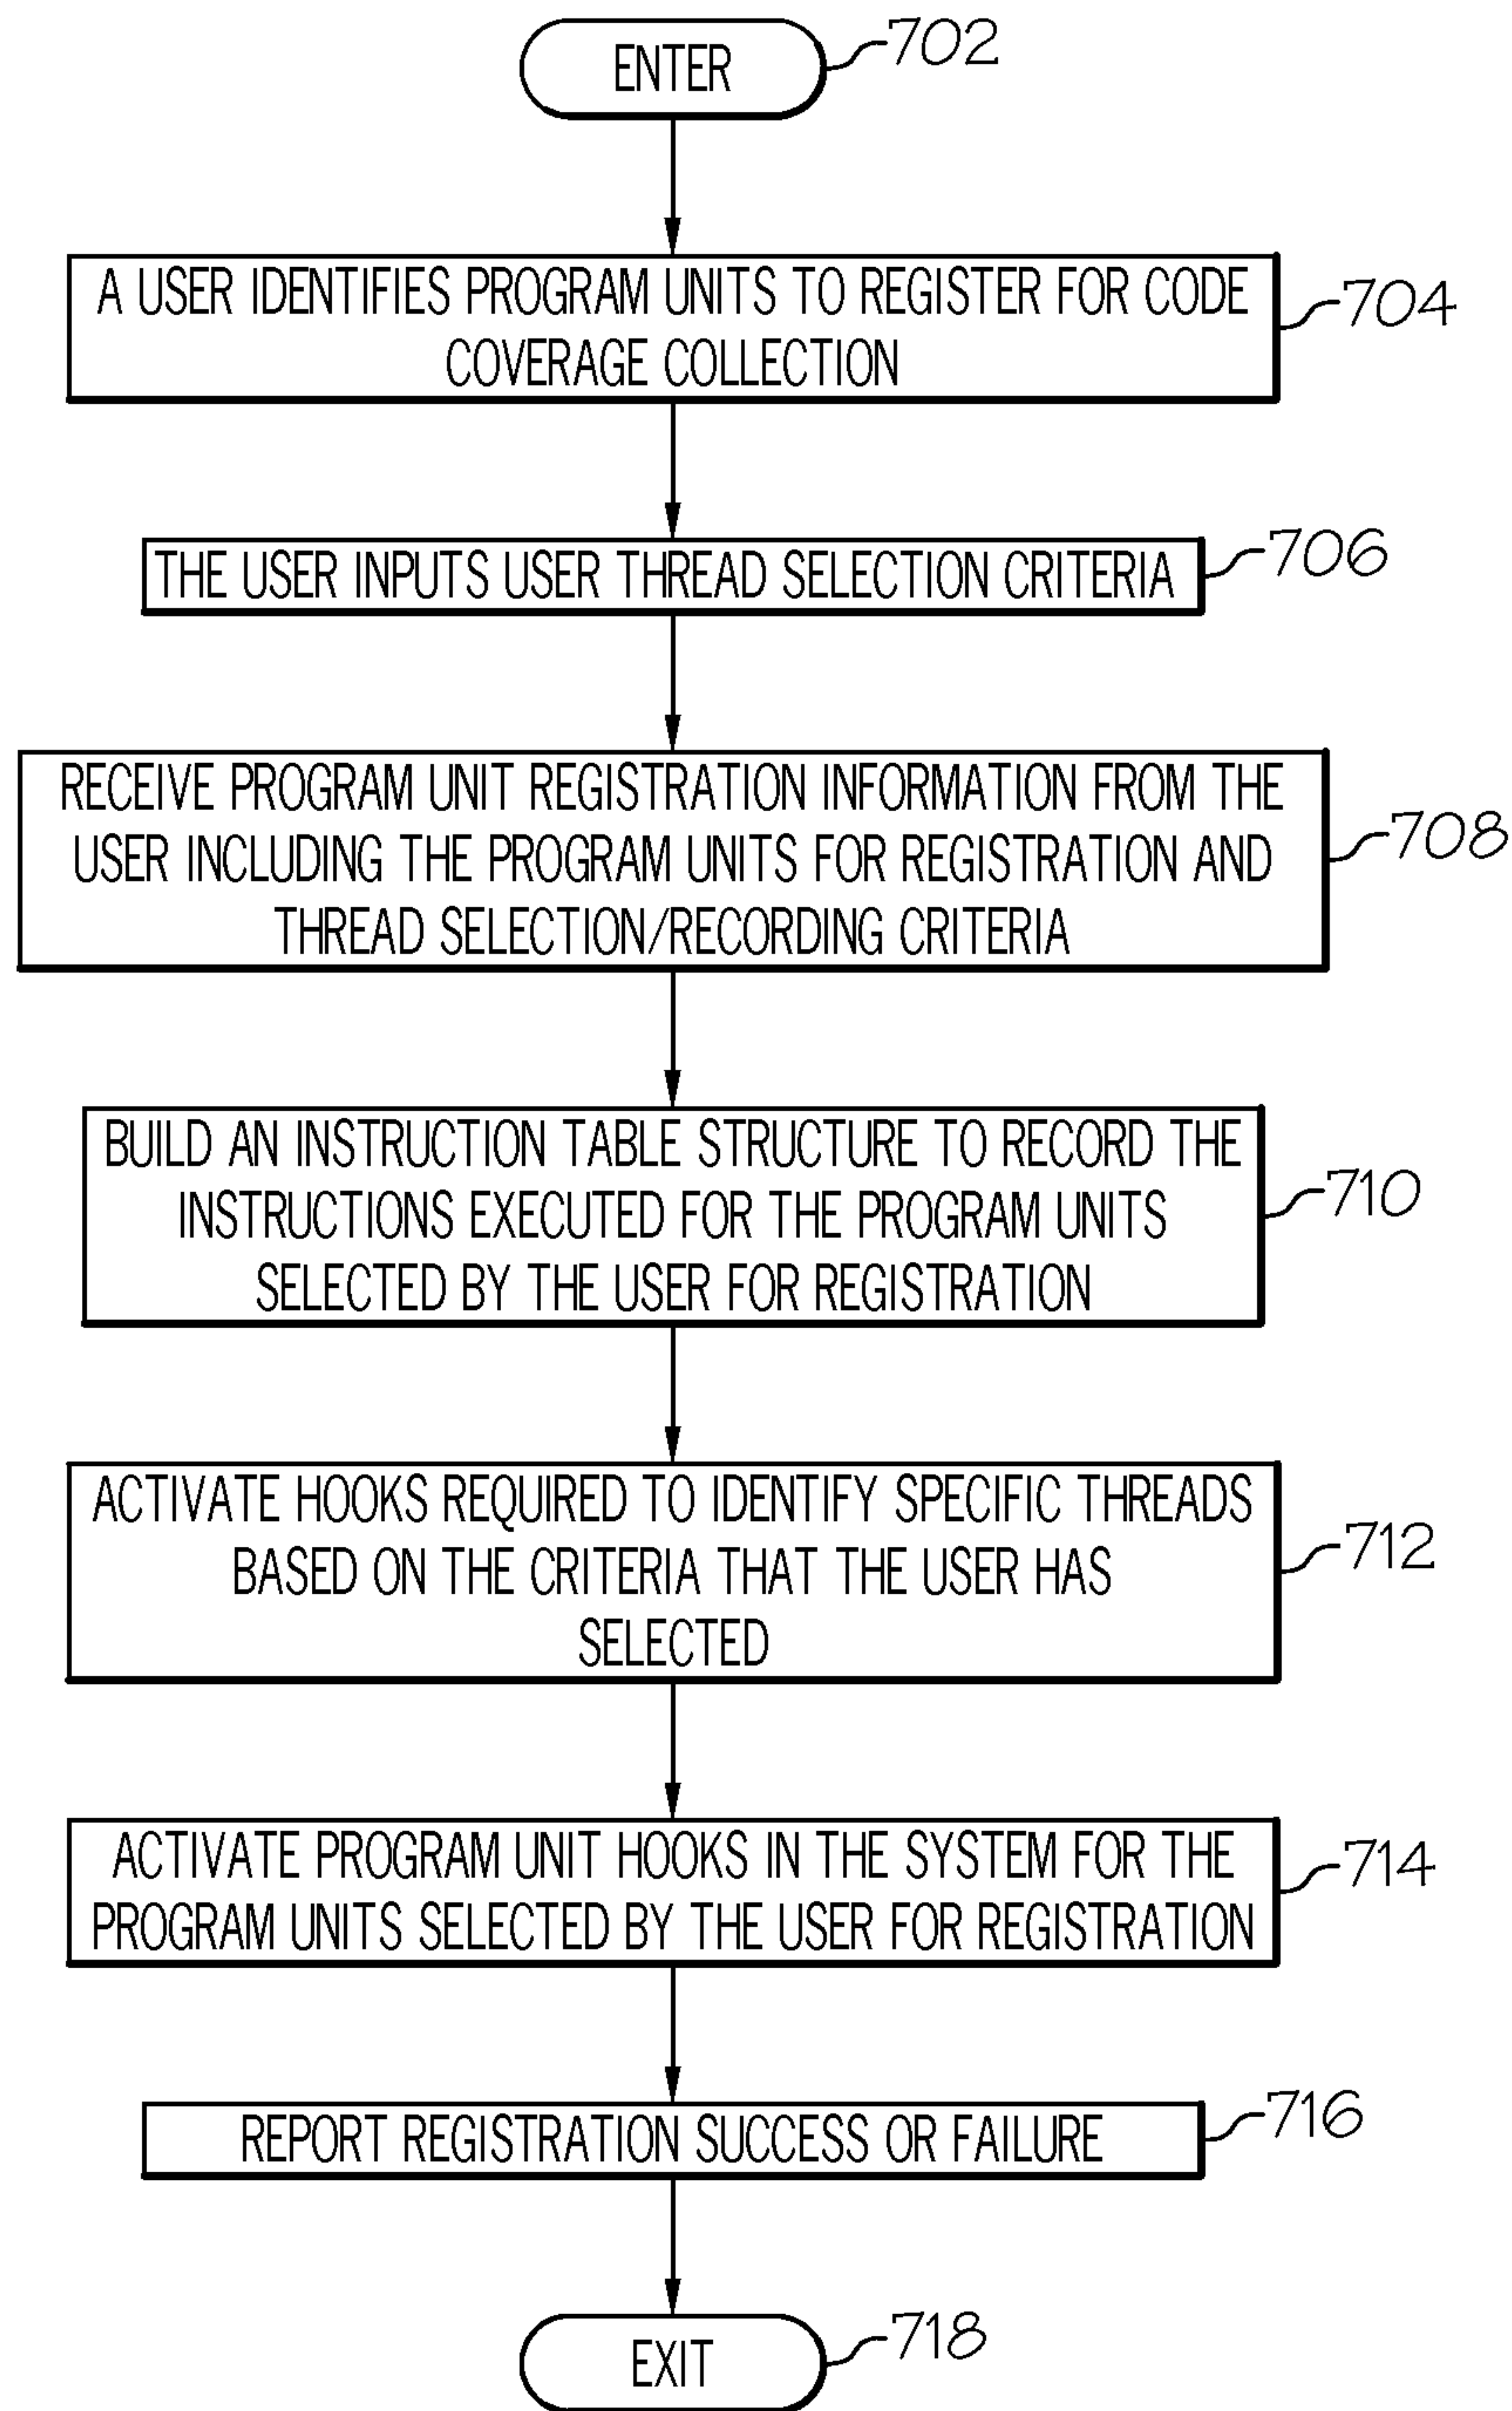 ENTER
702
A USER IDENTIFIES PROGRAM UNITS TO REGISTER FOR CODE
COVERAGE COLLECTION
704
THE USER INPUTS USER THREAD SELECTION CRITERIA
706
RECEIVE PROGRAM UNIT REGISTRATION INFORMATION FROM THE
USER INCLUDING THE PROGRAM UNITS FOR REGISTRATION AND
THREAD SELECTION/RECORDING CRITERIA
708
BUILD AN INSTRUCTION TABLE STRUCTURE TO RECORD THE
INSTRUCTIONS EXECUTED FOR THE PROGRAM UNITS
SELECTED BY THE USER FOR REGISTRATION
710
ACTIVATE HOOKS REQUIRED TO IDENTIFY SPECIFIC THREADS
BASED ON THE CRITERIA THAT THE USER HAS
SELECTED
712
ACTIVATE PROGRAM UNIT HOOKS IN THE SYSTEM FOR THE
PROGRAM UNITS SELECTED BY THE USER FOR REGISTRATION
714
REPORT REGISTRATION SUCCESS OR FAILURE
716
EXIT
718